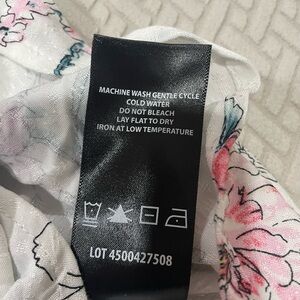 MACHINE WASH GENTLE CYCLE
COLD WATER
DO NOT BLEACH
LAY FLAT TO DRY
IRON AT LOW TEMPERATURE
LOT 4500427508